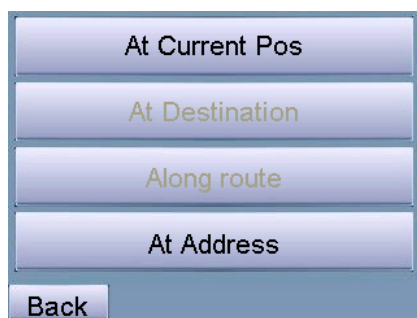 At Current Pos
At Destination
Along route
At Address
Back